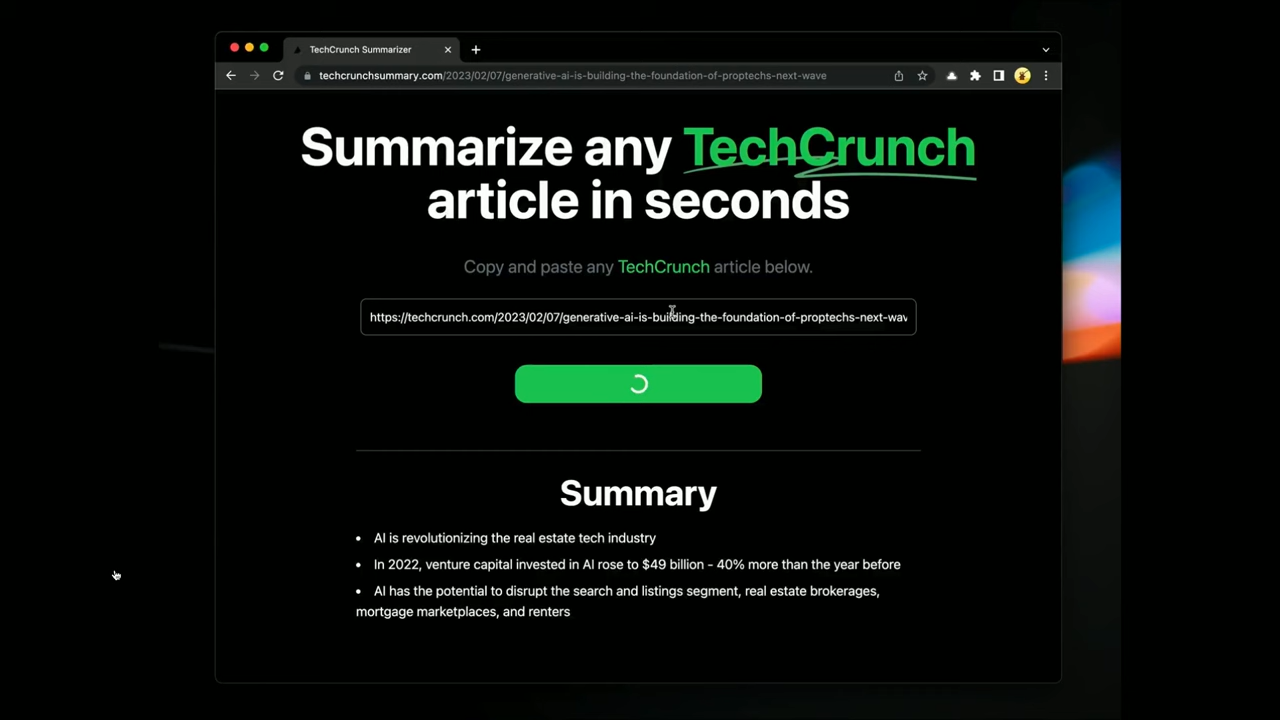 TechCrunch Summarizer
techcrunchsummary.com/2023/02/07/generative-ai-is-building-the-foundation-of-proptechs-next-wave
Summarize any TechCrunch
article in seconds
Copy and paste any TechCrunch article below.
https://techcrunch.com/2023/02/07/generative-ai-is-building-the-foundation-of-proptechs-next-wav
Summary
• AI is revolutionizing the real estate tech industry
• In 2022, venture capital invested in AI rose to $49 billion - 40% more than the year before
• AI has the potential to disrupt the search and listings segment, real estate brokerages,
mortgage marketplaces, and renters